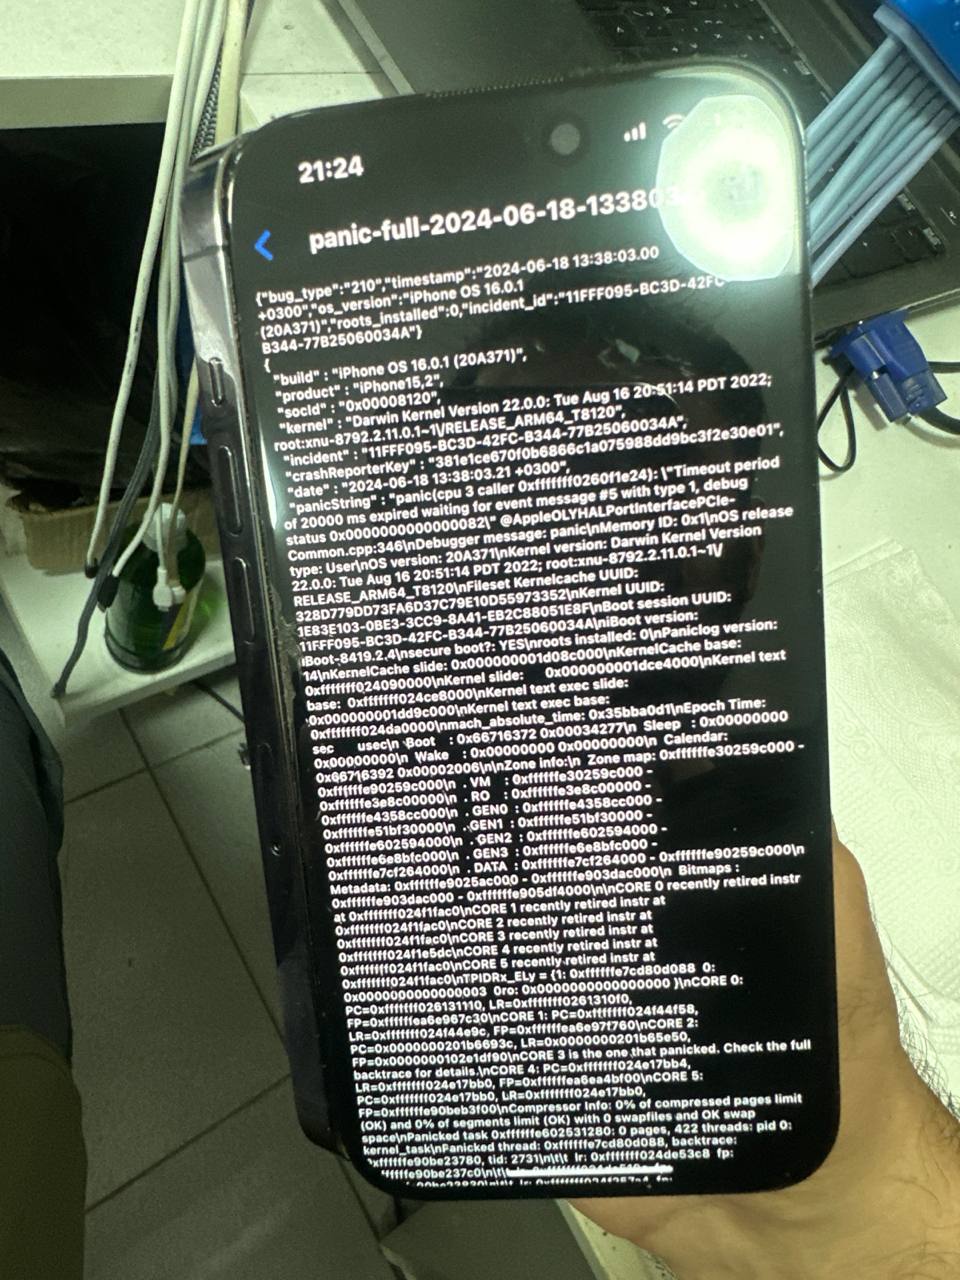 21:24
panic-full-2024-06-18-133803
{"bug_type":"210","timestamp":"2024-06-18 13:38:03.00
+0300","os_version":"iPhone OS 16.0.1
(20A371)","roots_installed":0,"incident_id":"11FFF095-BC3D-42FC-
B344-77B25060034A"}
{
"build" : "iPhone OS 16.0.1 (20A371)",
"product" : "iPhone15,2",
"socId" : "0x00008120",
"kernel" : "Darwin Kernel Version 22.0.0: Tue Aug 16 20:51:14 PDT 2022;
root:xnu-8792.2.11.0.1~1\/RELEASE_ARM64_T8120",
"incident" : "11FFF095-BC3D-42FC-B344-77B25060034A",
"crashReporterKey" : "381e1ce670f0b6866c1a075988dd9bc3f2e30e01",
"date" : "2024-06-18 13:38:03.21 +0300",
"panicString" : "panic(cpu 3 caller 0xfffffff0260f1e24): \"Timeout period
of 20000 ms expired waiting for event message #5 with type 1, debug
status 0x0000000000000082\" @AppleOLYHALPortInterfacePCIe-
Common.cpp:346\nDebugger message: panic\nMemory ID: 0x1\nOS release
type: User\nOS version: 20A371\nKernel version: Darwin Kernel Version
22.0.0: Tue Aug 16 20:51:14 PDT 2022; root:xnu-8792.2.11.0.1~1\/
RELEASE_ARM64_T8120\nFileset Kernelcache UUID:
328D779DD73FA6D37C79E10D55973352\nKernel UUID:
1E83E103-0BE3-3CC9-8A41-EB2C88051E8F\nBoot session UUID:
11FFF095-BC3D-42FC-B344-77B25060034A\niBoot version:
iBoot-8419.2.4\nsecure boot?: YES\nroots installed: 0\nPaniclog version:
14\nKernelCache slide: 0x000000001d08c000\nKernelCache base:
0xfffffff024090000\nKernel slide: 0x000000001dce4000\nKernel text
base: 0xfffffff024ce8000\nKernel text exec slide:
0x000000001dd9c000\nKernel text exec base:
0xfffffff024da0000\nmach_absolute_time: 0x35bba0d1\nEpoch Time:
sec usec\n Boot : 0x66716372 0x00034277\n Sleep : 0x00000000
0x00000000\n Wake : 0x00000000 0x00000000\n Calendar:
0x66716392 0x00002006\n\nZone info:\n Zone map: 0xffffffe30259c000 -
0xffffffe90259c000\n . VM : 0xffffffe30259c000 -
0xffffffe3e8c00000\n . RO : 0xffffffe3e8c00000 -
0xffffffe4358cc000\n . GEN0 : 0xffffffe4358cc000 -
0xffffffe51bf30000\n . GEN1 : 0xffffffe51bf30000 -
0xffffffe602594000\n . GEN2 : 0xffffffe602594000 -
0xffffffe6e8bfc000\n . GEN3 : 0xffffffe6e8bfc000 -
0xffffffe7cf264000\n . DATA : 0xffffffe7cf264000 - 0xffffffe90259c000\n
Metadata: 0xffffffe9025ac000 - 0xffffffe903dac000\n Bitmaps :
0xffffffe903dac000 - 0xffffffe905df4000\n\nCORE 0 recently retired instr
at 0xfffffff024f1fac0\nCORE 1 recently retired instr at
0xfffffff024f1fac0\nCORE 2 recently retired instr at
0xfffffff024f1fac0\nCORE 3 recently retired instr at
0xfffffff024f1e5dc\nCORE 4 recently retired instr at
0xfffffff024f1fac0\nCORE 5 recently retired instr at
0xfffffff024f1fac0\nTPIDRx_ELy = {1: 0xffffffe7cd80d088 0:
0x0000000000000003 0ro: 0x0000000000000000 }\nCORE 0:
PC=0xfffffff026131110, LR=0xfffffff0261310f0,
FP=0xffffffea6e967c30\nCORE 1: PC=0xfffffff024f44f58,
LR=0xfffffff024f44e9c, FP=0xffffffea6e97f760\nCORE 2:
PC=0x0000000201b6693c, LR=0x0000000201b65e50,
FP=0x0000000102e1df90\nCORE 3 is the one that panicked. Check the full
backtrace for details.\nCORE 4: PC=0xfffffff024e17bb4,
LR=0xfffffff024e17bb0, FP=0xffffffea6ea4bf00\nCORE 5:
PC=0xfffffff024e17bb0, LR=0xfffffff024e17bb0,
FP=0xffffffe90beb3f00\nCompressor Info: 0% of compressed pages limit
(OK) and 0% of segments limit (OK) with 0 swapfiles and OK swap
space\nPanicked task 0xffffffe602531280: 0 pages, 422 threads: pid 0:
kernel_task\nPanicked thread: 0xffffffe7cd80d088, backtrace:
0xffffffe90be23780, tid: 2731\n\t\t lr: 0xfffffff024de53c8 fp: